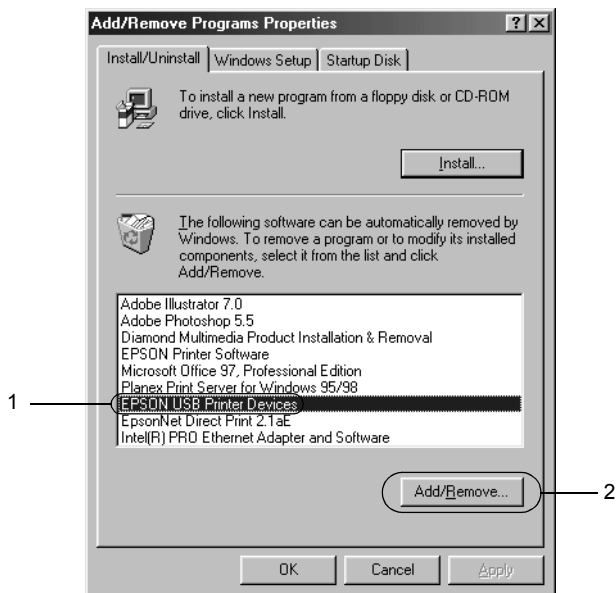 Add/Remove Programs Properties
Install/Uninstall
Windows Setup
Startup Disk
To install a new program from a floppy disk or CD-ROM
drive, click Install.
Install...
The following software can be automatically removed by
Windows. To remove a program or to modify its installed
components, select it from the list and click
Add/Remove.
Adobe Illustrator 7.0
Adobe Photoshop 5.5
Diamond Multimedia Product Installation & Removal
EPSON Printer Software
Microsoft Office 97, Professional Edition
Planex Print Server for Windows 95/98
1
EPSON USB Printer Devices
EpsonNet Direct Print 2.1aE
Intel(R) PRO Ethernet Adapter and Software
Add/Remove...
2
OK
Cancel
Apply